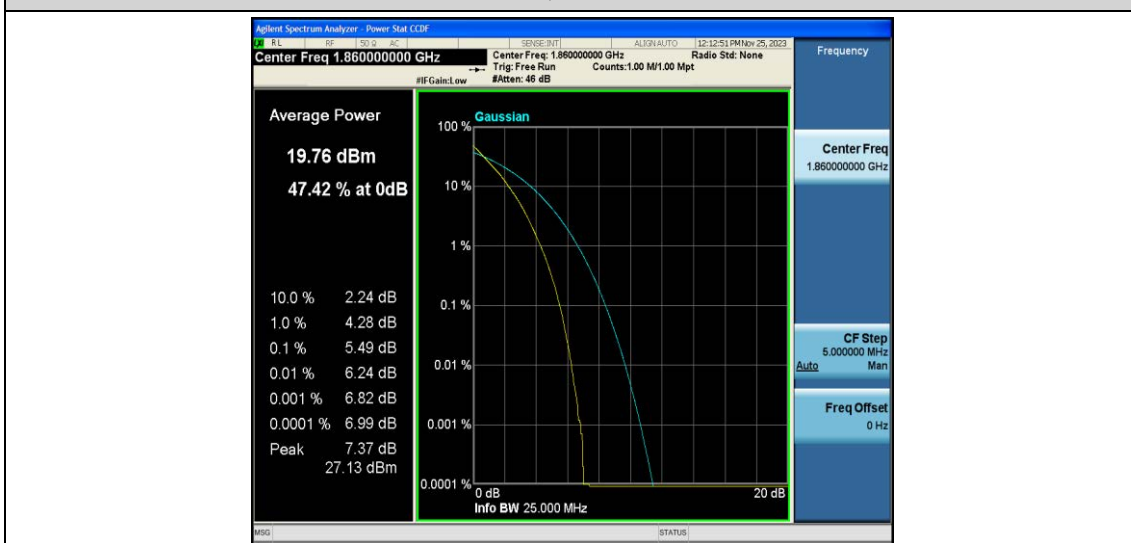 Agilent Spectrum Analyzer - Power Stat CCDF
RL RF 50 Ω AC SENSE:INT ALIGN AUTO 12:12:51 PM Nov 25, 2023
Center Freq 1.860000000 GHz
Center Freq: 1.860000000 GHz Radio Std: None
Trig: Free Run Counts:1.00 M/1.00 Mpt
#IFGain:Low #Atten: 46 dB
Frequency
Average Power
19.76 dBm
47.42 % at 0dB
10.0 % 2.24 dB
1.0 % 4.28 dB
0.1 % 5.49 dB
0.01 % 6.24 dB
0.001 % 6.82 dB
0.0001 % 6.99 dB
Peak 7.37 dB
27.13 dBm
Gaussian
100 %
10 %
1 %
0.1 %
0.01 %
0.001 %
0.0001 %
0 dB 20 dB
Info BW 25.000 MHz
Center Freq
1.860000000 GHz
CF Step
5.000000 MHz
Auto Man
Freq Offset
0 Hz
MSG STATUS